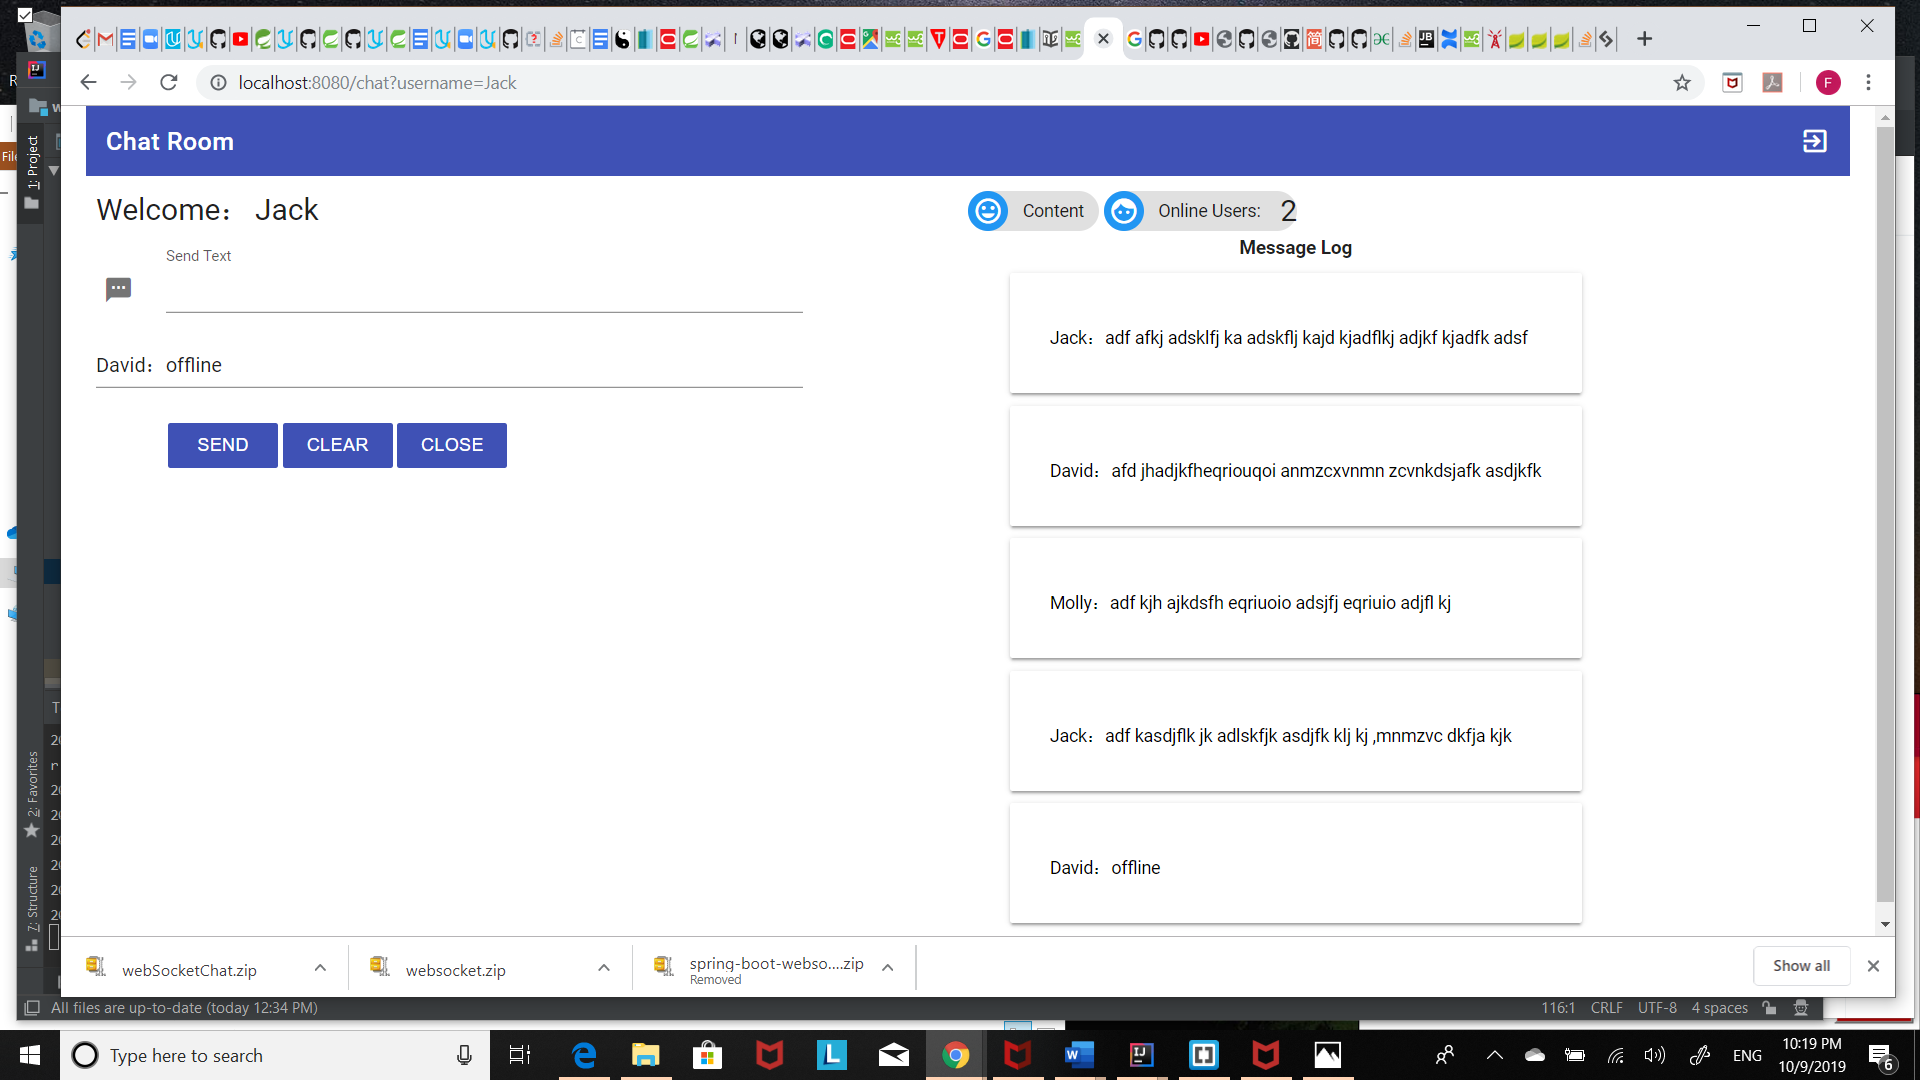 localhost:8080/chat?username=Jack
F
Chat Room
Welcome： Jack
Send Text
David：offline
SEND CLEAR CLOSE
Content
Online Users: 2
Message Log
Jack：adf afkj adsklfj ka adskflj kajd kjadflkj adjkf kjadfk adsf
David：afd jhadjkfheqriouqoi anmzcxvnmn zcvnkdsjafk asdjkfk
Molly：adf kjh ajkdsfh eqriuoio adsjfj eqriuio adjfl kj
Jack：adf kasdjflk jk adlskfjk asdjfk klj kj ,mnmzvc dkfja kjk
David：offline
1: Project
2: Favorites
7: Structure
webSocketChat.zip
websocket.zip
spring-boot-webso....zip
Removed
Show all
All files are up-to-date (today 12:34 PM)
116:1 CRLF UTF-8 4 spaces
Type here to search
ENG
10:19 PM
10/9/2019
6